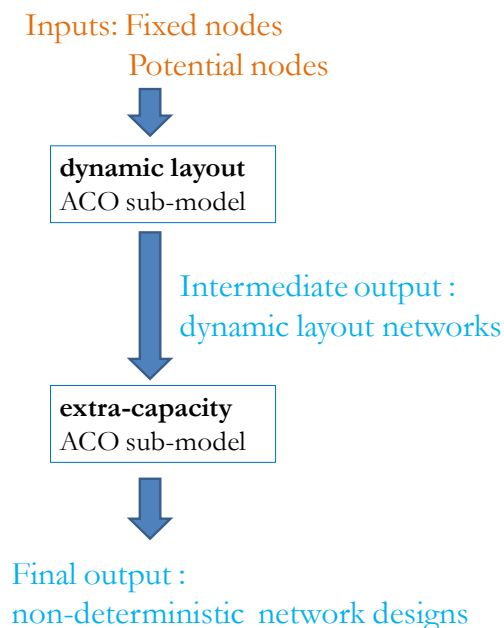 Inputs: Fixed nodes
Potential nodes
dynamic layout
ACO sub-model
Intermediate output :
dynamic layout networks
extra-capacity
ACO sub-model
Final output :
non-deterministic network designs